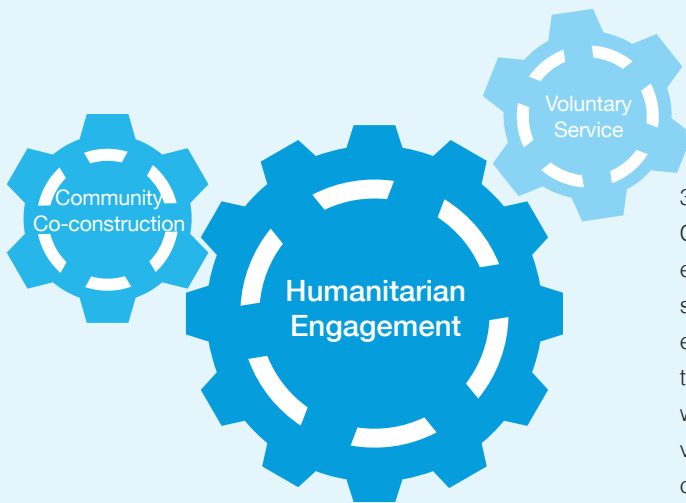 Voluntary
Service
Community
Co-construction
Humanitarian
Engagement